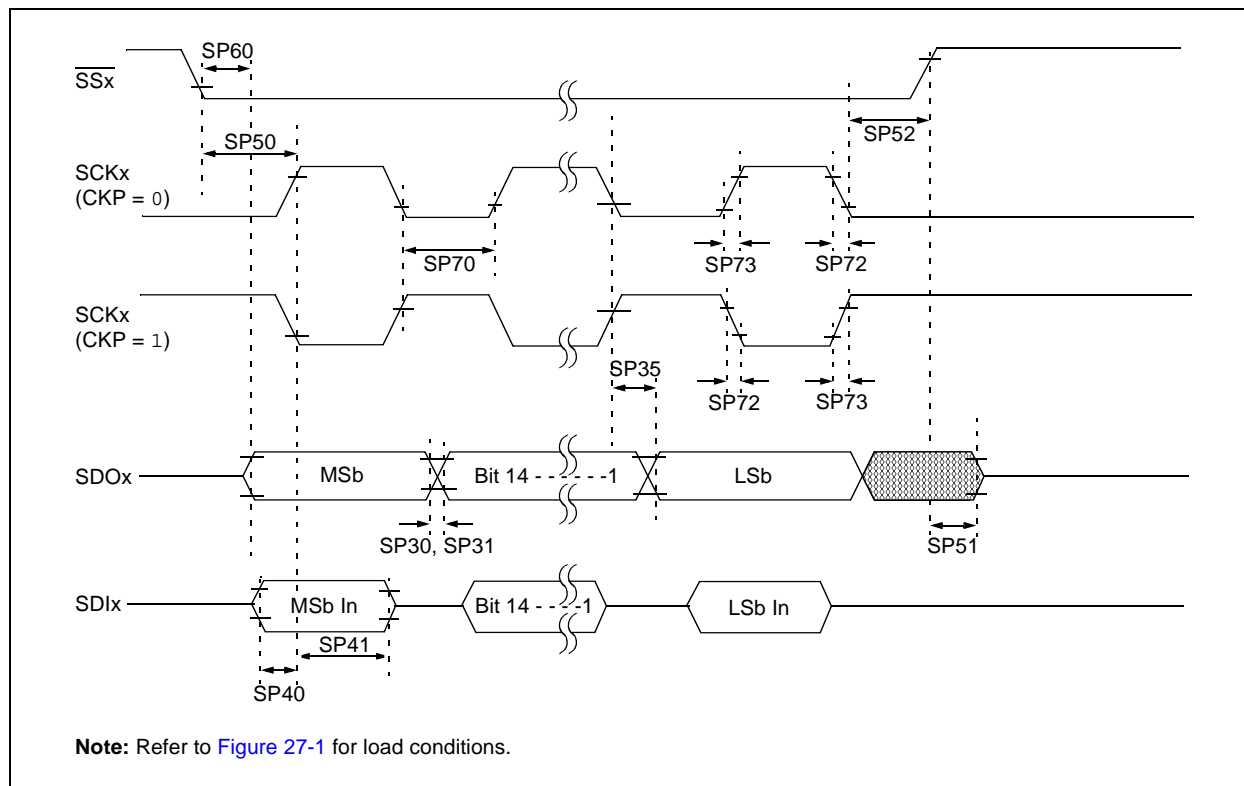 SP60
SSx
SP50
SP52
SCKx
(CKP = 0)
SP70
SP73
SP72
SCKx
(CKP = 1)
SP35
SP72
SP73
SDOx
MSb
Bit 14 - - - - - -1
LSb
SP30, SP31
SP51
SDIx
MSb In
Bit 14 - - - -1
LSb In
SP41
SP40
Note: Refer to Figure 27-1 for load conditions.